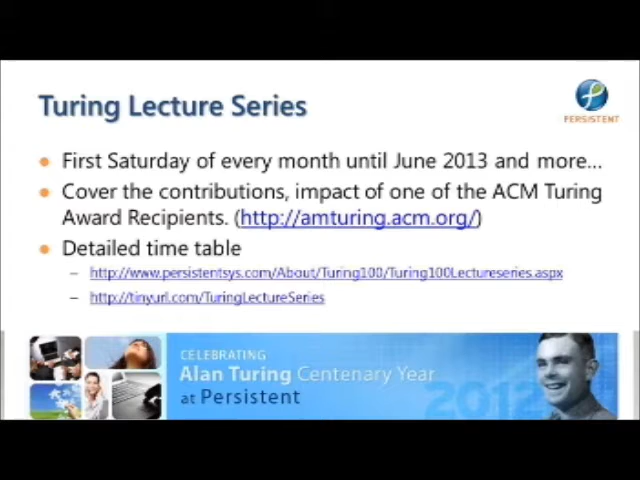 Turing Lecture Series
PERSISTENT
First Saturday of every month until June 2013 and more...
Cover the contributions, impact of one of the ACM Turing
Award Recipients. (http://amturing.acm.org/)
Detailed time table
– http://www.persistentsys.com/About/Turing100/Turing100Lectureseries.aspx
– http://tinyurl.com/TuringLectureSeries
CELEBRATING
Alan Turing Centenary Year
at Persistent
2012